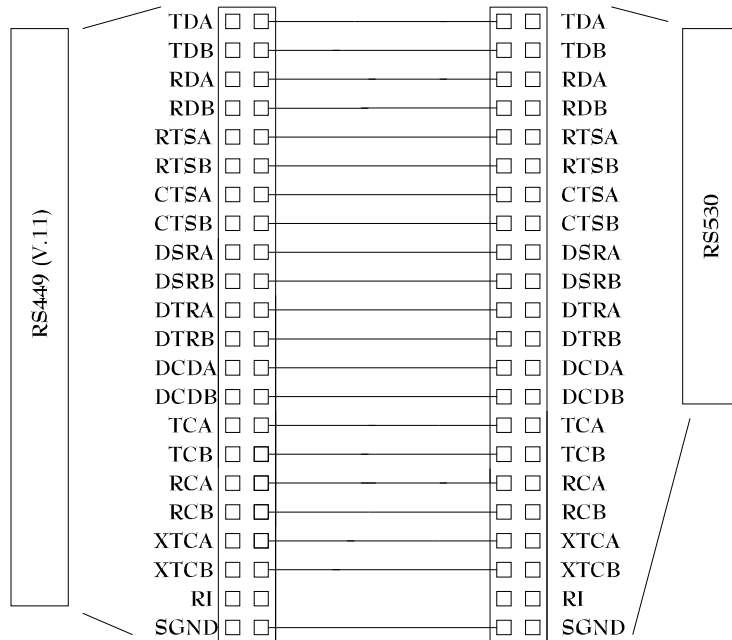 TDA TDA
TDB TDB
RDA RDA
RDB RDB
RTSA RTSA
RTSB RTSB
CTSA CTSA
CTSB CTSB
DSRA DSRA
DSRB DSRB
DTRA DTRA
DTRB DTRB
DCDA DCDA
DCDB DCDB
TCA TCA
TCB TCB
RCA RCA
RCB RCB
XTCA XTCA
XTCB XTCB
RI RI
SGND SGND
RS449 (V.11)
RS530